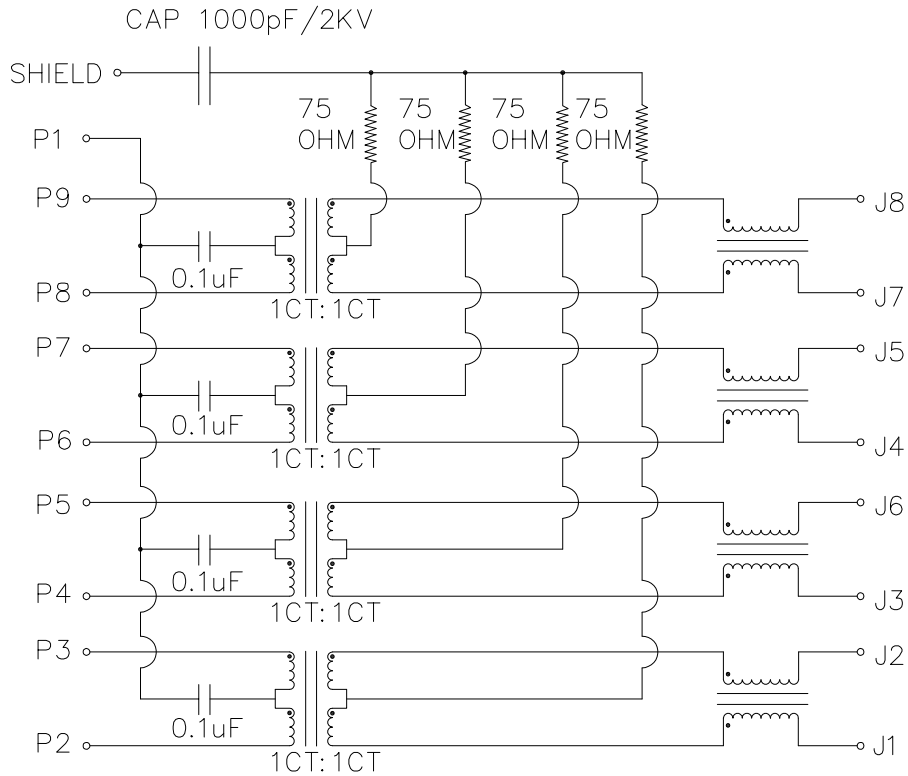 CAP 1000pF/2KV
SHIELD
75 OHM
75 OHM
75 OHM
75 OHM
P1
P9
J8
0.1uF
P8
1CT:1CT
J7
P7
J5
0.1uF
P6
1CT:1CT
J4
P5
J6
0.1uF
P4
1CT:1CT
J3
P3
J2
0.1uF
P2
1CT:1CT
J1